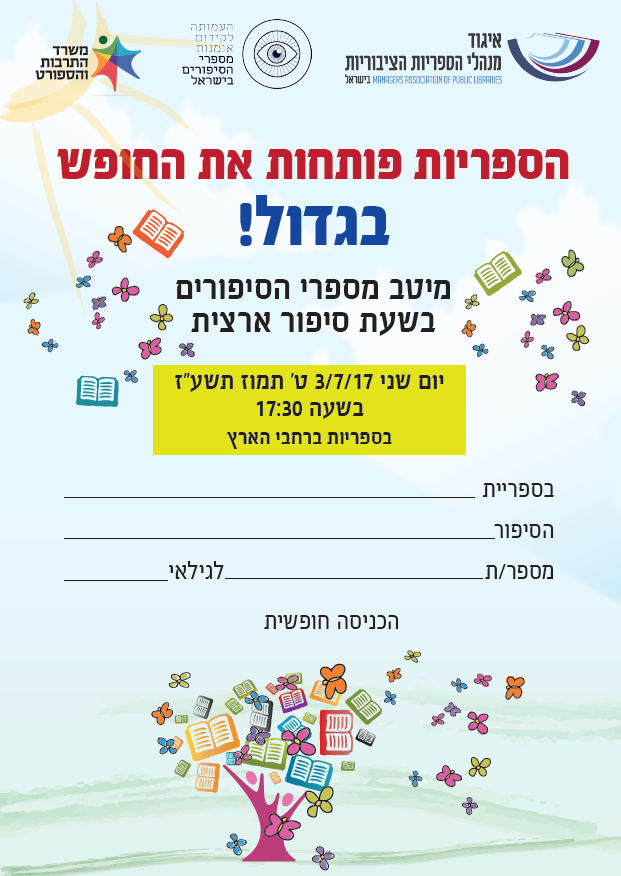 איגוד
מנהלי הספריות הציבוריות
בישראל MANAGERS ASSOCIATION OF PUBLIC LIBRARIES
העמותה
לקידום
אומנות
מספרי
הסיפורים
בישראל
משרד
התרבות
והספורט
הספריות פותחות את החופש
בגדול!
מיטב מספרי הסיפורים
בשעת סיפור ארצית
יום שני 3/7/17 ט' תמוז תשע"ז
בשעה 17:30
בספריות ברחבי הארץ
בספריית
הסיפור
מספר/ת לגילאי
הכניסה חופשית